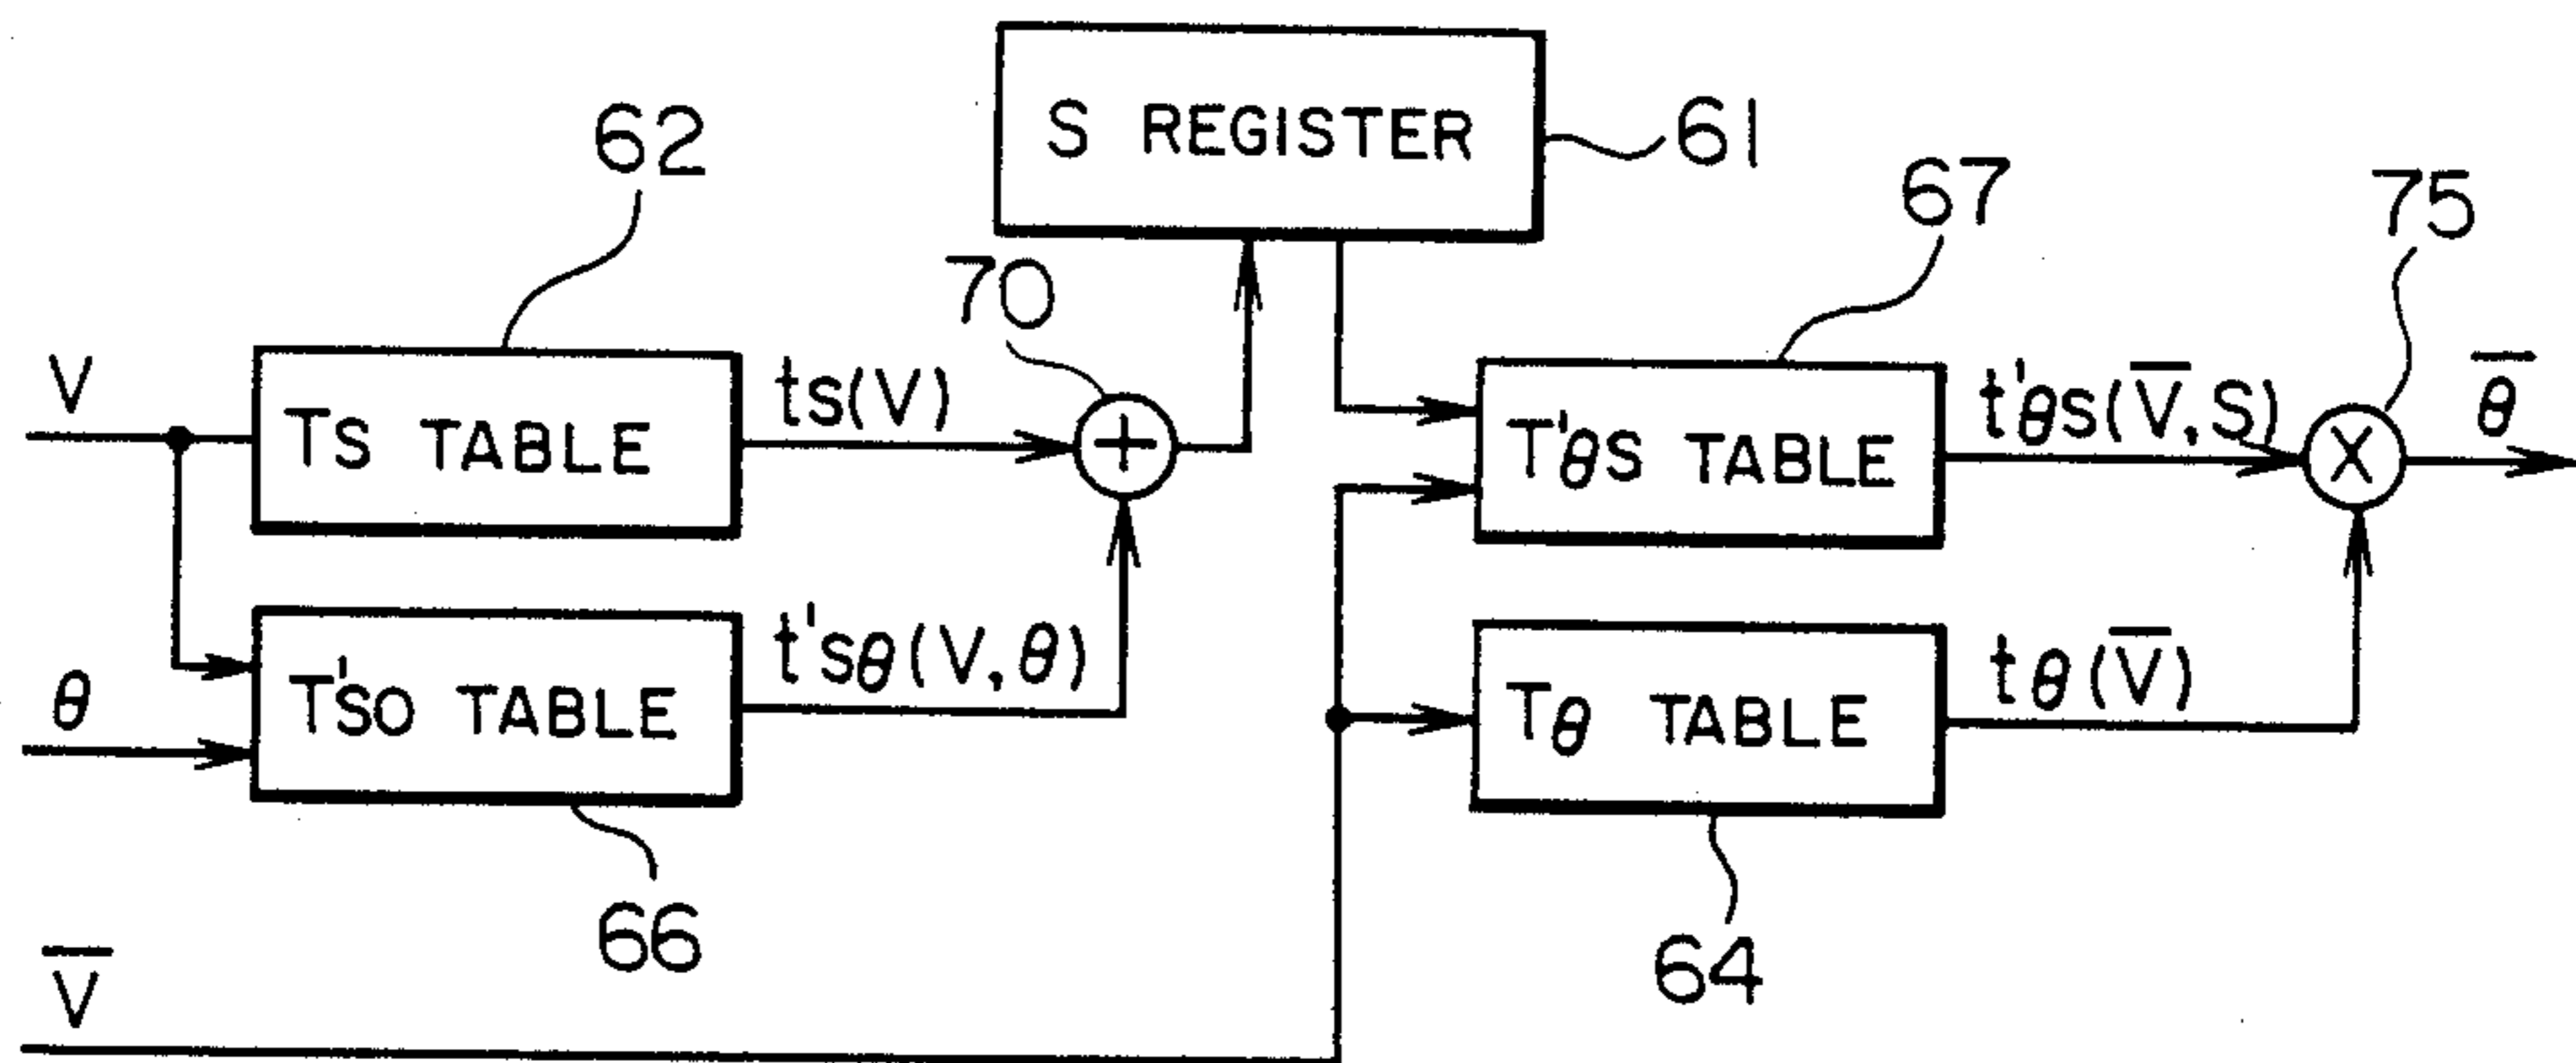 S REGISTER
61
62
67
75
70
V
TS TABLE
tS(V)
T'θS TABLE
t'θS(V̅,S)
X
θ̅
+
θ
T'SO TABLE
t'Sθ(V,θ)
Tθ TABLE
tθ(V̅)
66
64
V̅